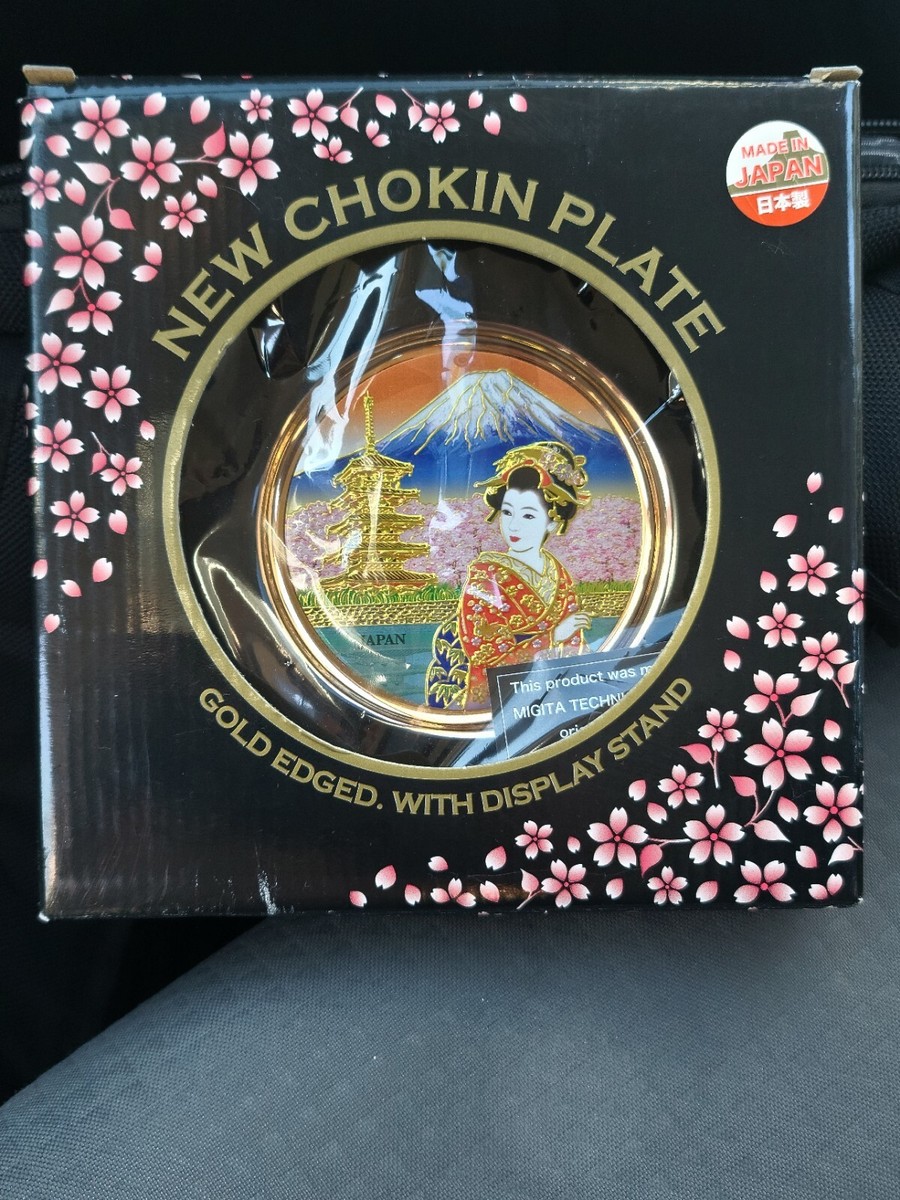 NEW CHOKIN PLATE
MADE IN
JAPAN
日本製
JAPAN
This product was
MIGITA
GOLD EDGED. WITH DISPLAY STAND